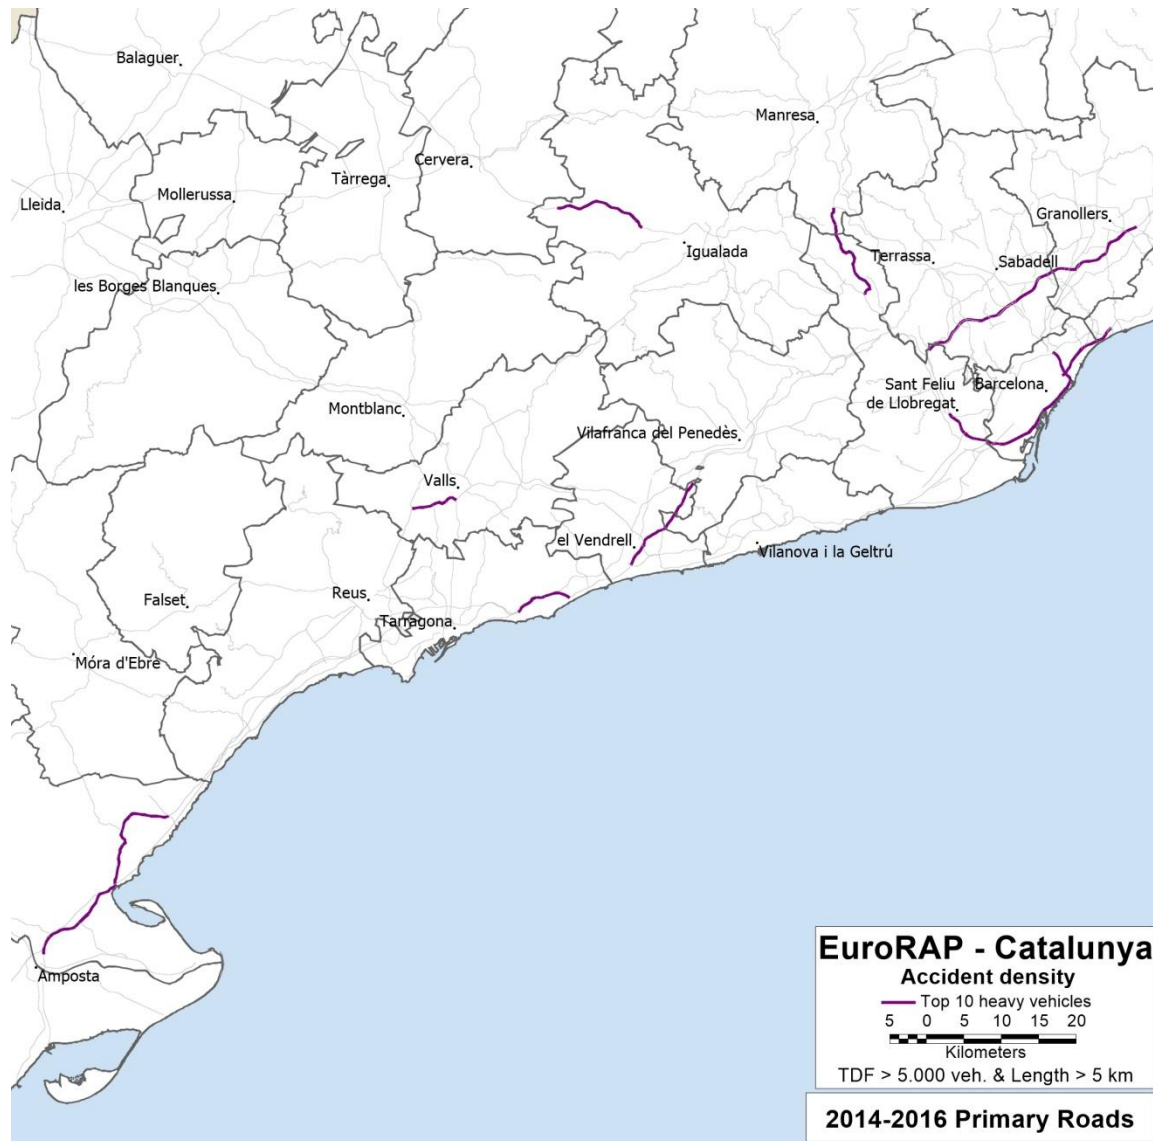 Balaguer
Manresa
Cervera
Tàrrega
Mollerussa
Lleida
Granollers
Igualada
Terrassa
Sabadell
les Borges Blanques
Sant Feliu
de Llobregat
Barcelona
Montblanc
Vilafranca del Penedès
Valls
el Vendrell
Vilanova i la Geltrú
Falset
Reus
Tarragona
Móra d'Ebre
Amposta
EuroRAP - Catalunya
Accident density
Top 10 heavy vehicles
5 0 5 10 15 20
Kilometers
TDF > 5.000 veh. & Length > 5 km
2014-2016 Primary Roads